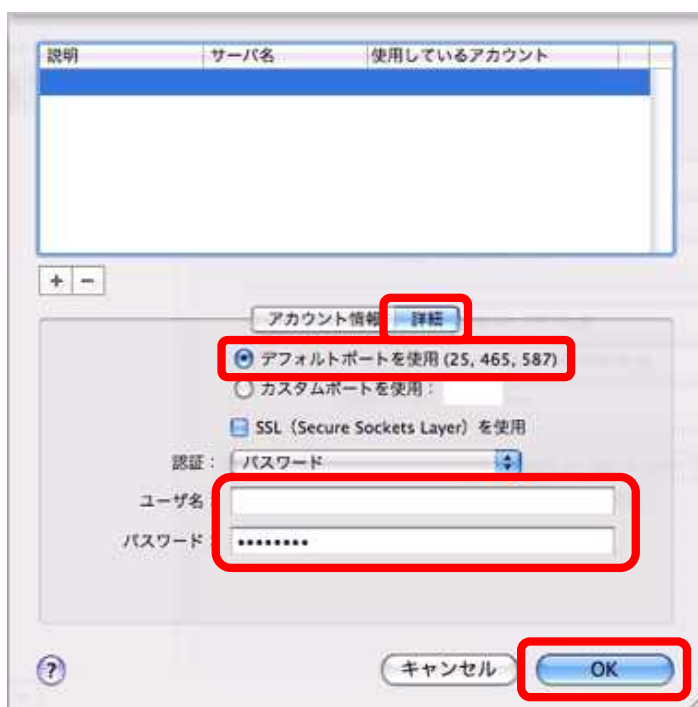 説明 サーバ名 使用しているアカウント
+ −
アカウント情報 詳細
デフォルトポートを使用 (25, 465, 587)
カスタムポートを使用：
SSL（Secure Sockets Layer）を使用
認証： パスワード
ユーザ名：
パスワード： ••••••••
? キャンセル OK